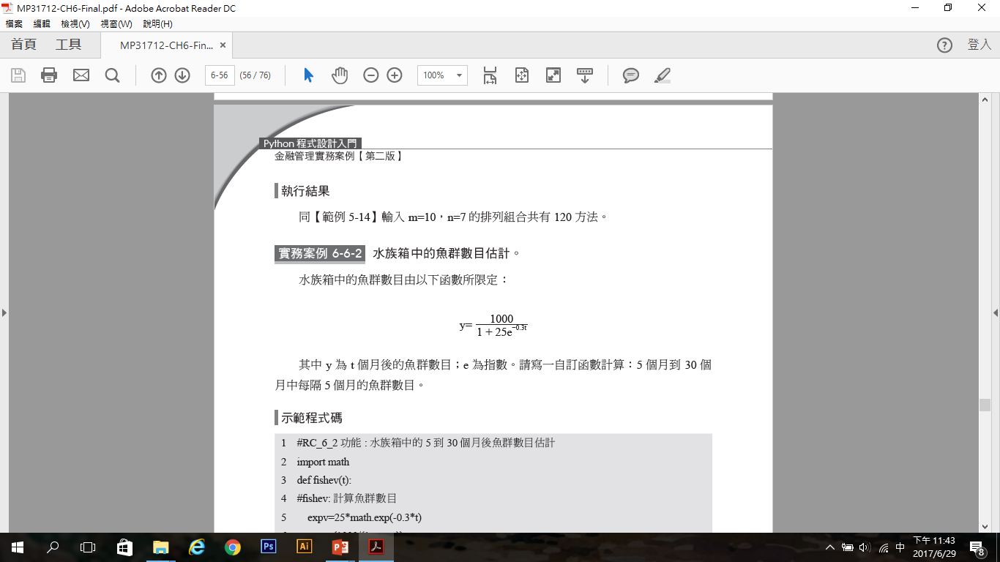 MP31712-CH6-Final.pdf - Adobe Acrobat Reader DC
檔案 編輯 檢視(V) 視窗(W) 說明(H)
首頁 工具 MP31712-CH6-Fin... × ? 登入
6-56 (56 / 76) 100%
Python 程式設計入門
金融管理實務案例【第二版】
執行結果
同【範例 5-14】輸入 m=10，n=7 的排列組合共有 120 方法。
實務案例 6-6-2 水族箱中的魚群數目估計。
水族箱中的魚群數目由以下函數所限定：
y= 1000
1 + 25e−0.3t
其中 y 為 t 個月後的魚群數目；e 為指數。請寫一自訂函數計算：5 個月到 30 個
月中每隔 5 個月的魚群數目。
示範程式碼
1 #RC_6_2 功能 : 水族箱中的 5 到 30 個月後魚群數目估計
2 import math
3 def fishev(t):
4 #fishev: 計算魚群數目
5 expv=25*math.exp(-0.3*t)
Ps Ai 中 下午 11:43
2017/6/29 8